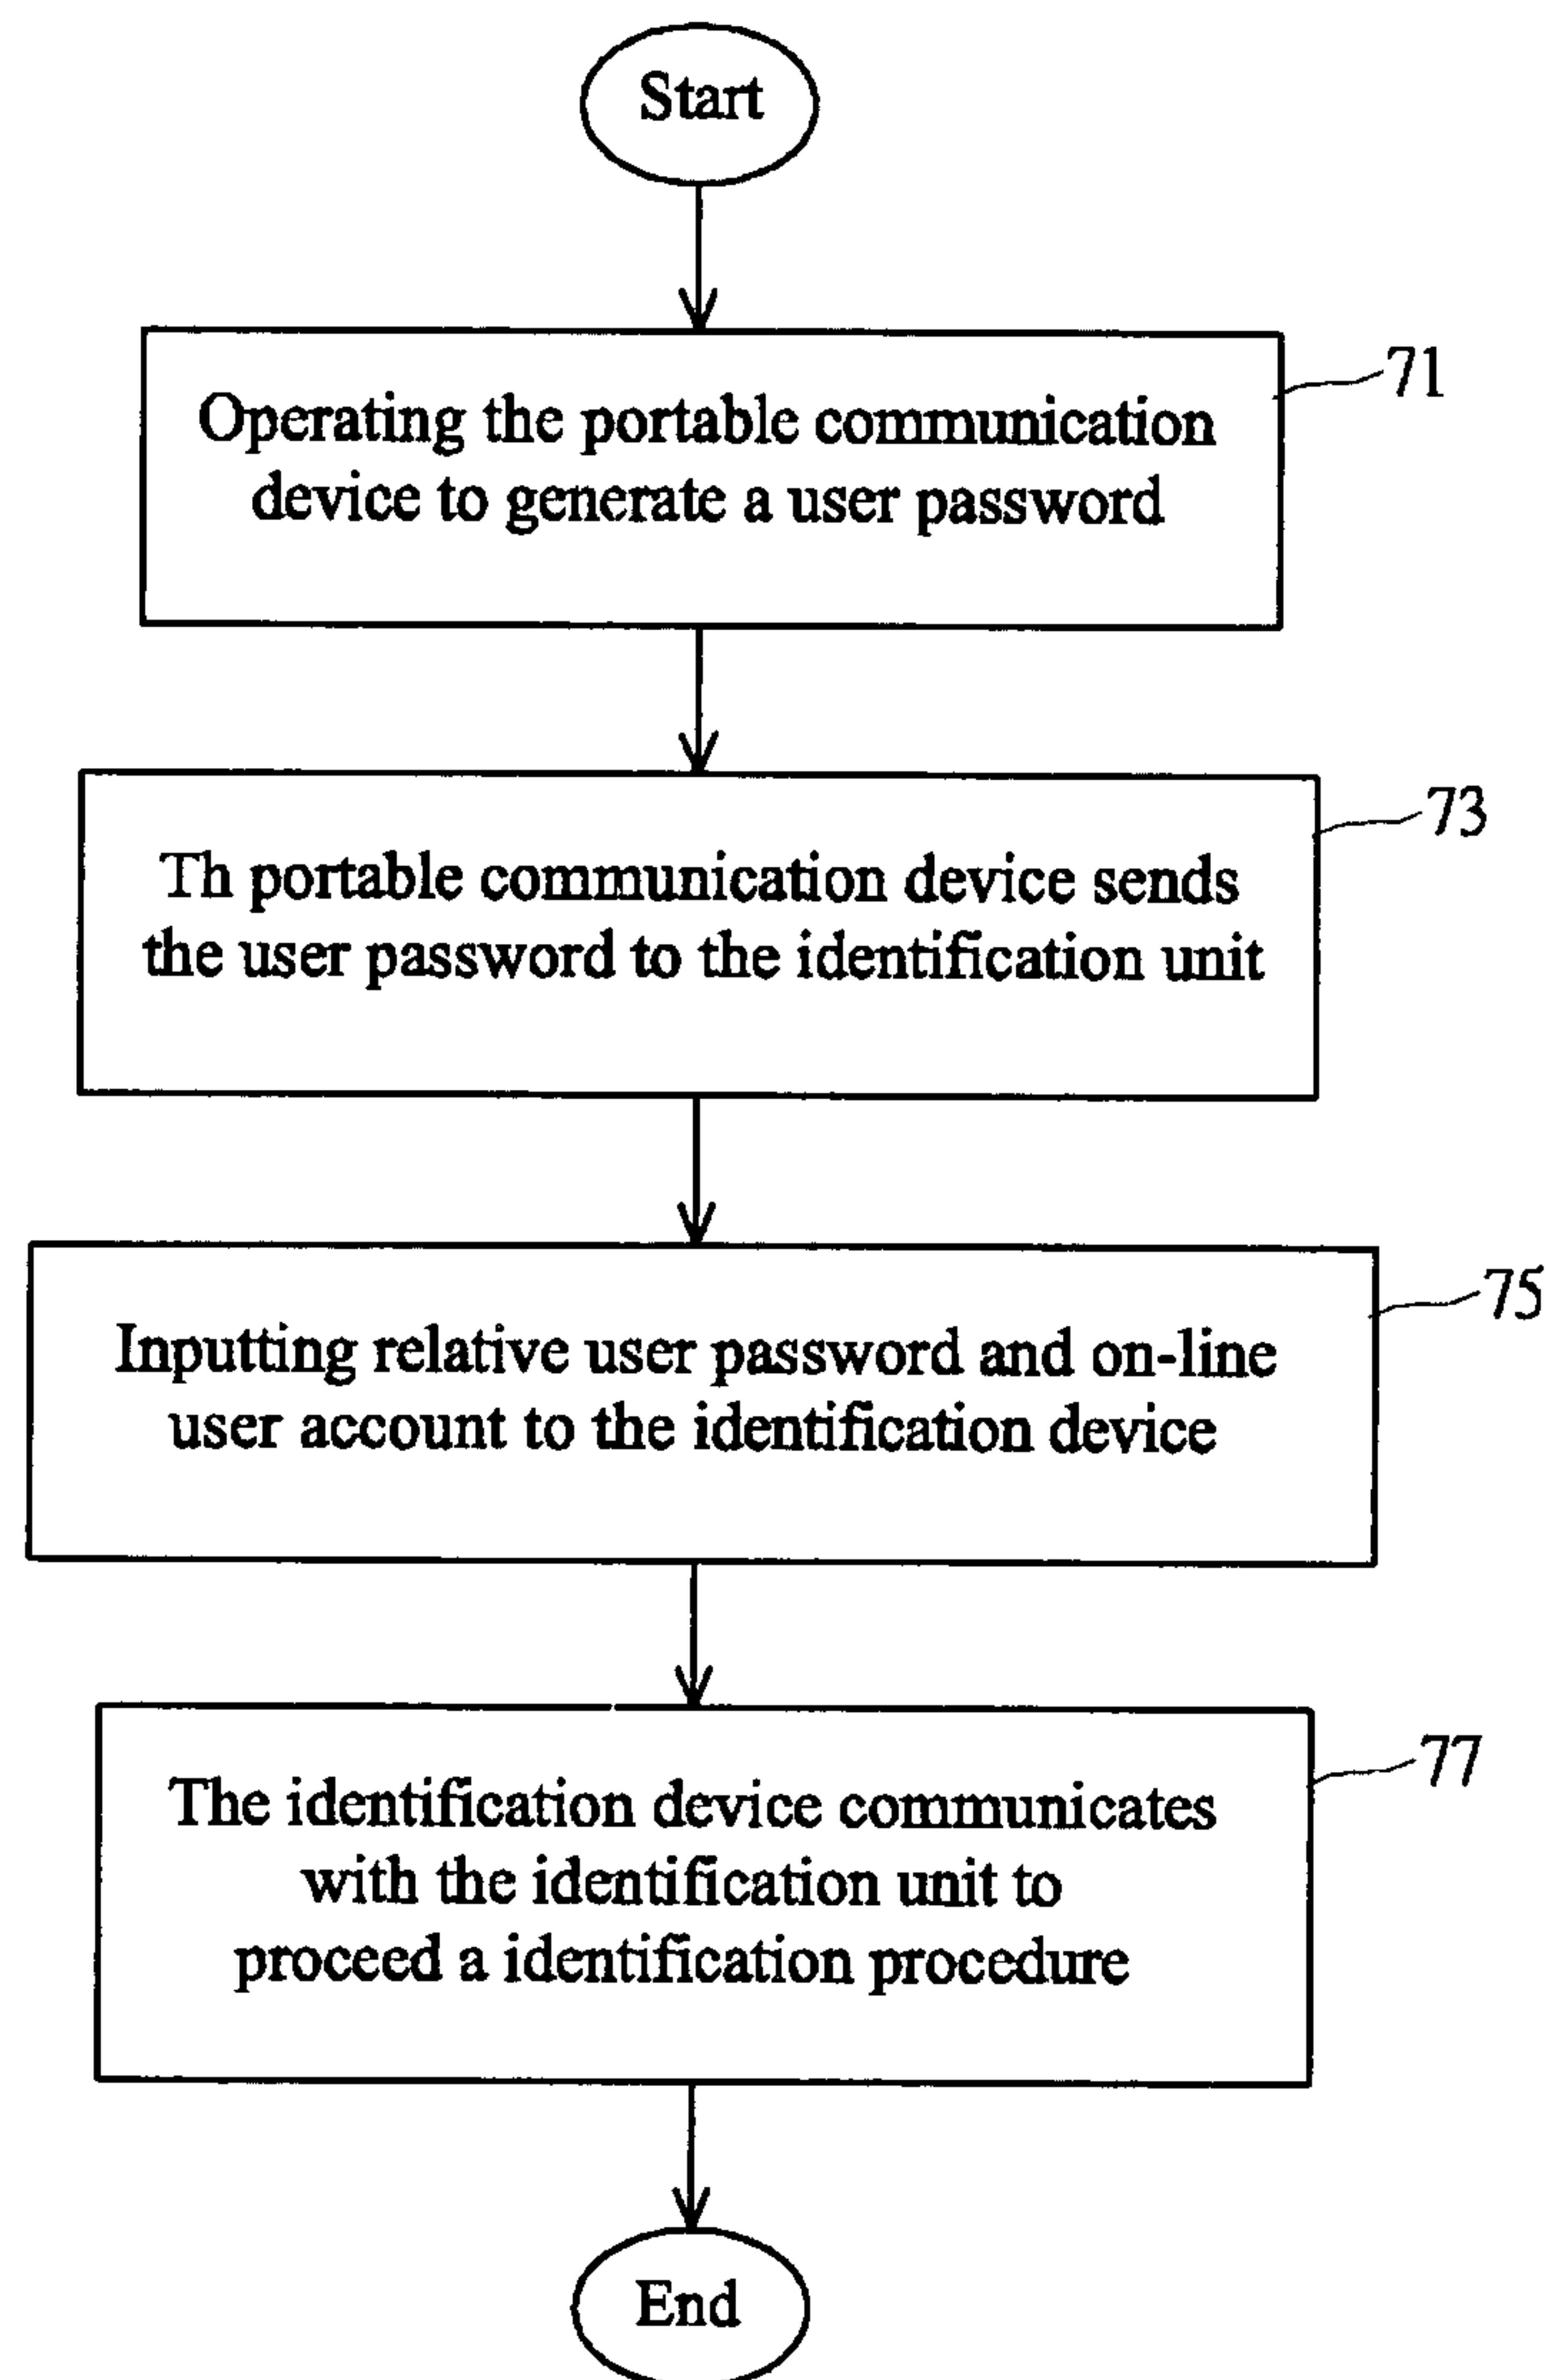 Start
71
Operating the portable communication
device to generate a user password
73
Th portable communication device sends
the user password to the identification unit
75
Inputting relative user password and on-line
user account to the identification device
77
The identification device communicates
with the identification unit to
proceed a identification procedure
End